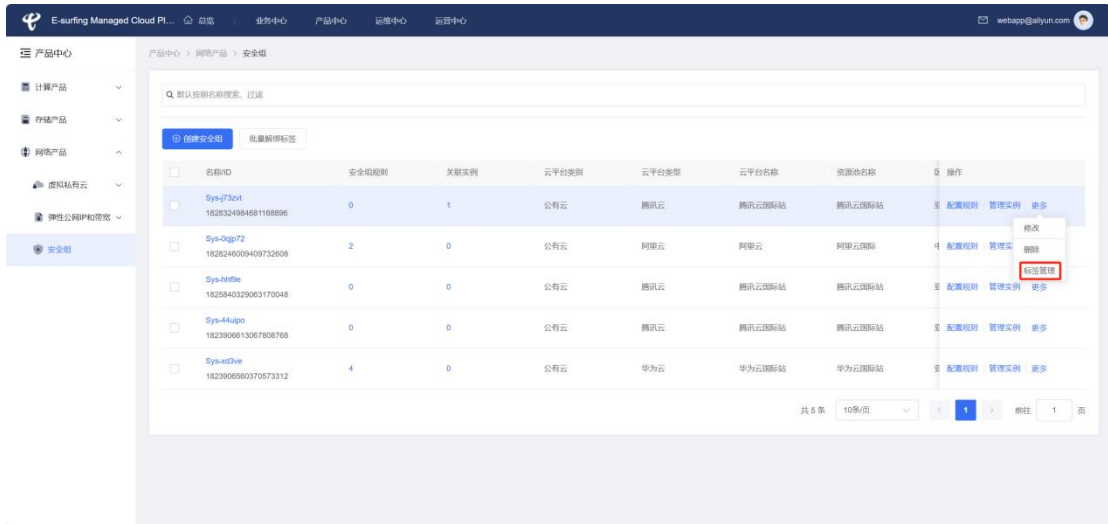 E-surfing Managed Cloud Pl... 总览 业务中心 产品中心 运维中心 运营中心 webapp@aliyun.com
产品中心 产品中心 > 网络产品 > 安全组
计算产品
默认按照名称搜索、过滤
存储产品
创建安全组 批量解绑标签
网络产品
名称/ID 安全组规则 关联实例 云平台类别 云平台类型 云平台名称 资源池名称 操作
虚拟私有云
Sys-j73zvt 0 1 公有云 腾讯云 腾讯云国际站 腾讯云国际站 亚 配置规则 管理实例 更多
1828324984681168896
弹性公网IP和带宽
修改
安全组
Sys-0qjp72 2 0 公有云 阿里云 阿里云 阿里云国际 中 配置规则 管理实
1828246009409732608
删除
标签管理
Sys-hhf9e 0 0 公有云 腾讯云 腾讯云国际站 腾讯云国际站 亚 配置规则 管理实例 更多
1825840329063170048
Sys-44uipo 0 0 公有云 腾讯云 腾讯云国际站 腾讯云国际站 亚 配置规则 管理实例 更多
1823906613067808768
Sys-xd3ve 4 0 公有云 华为云 华为云国际站 华为云国际站 亚 配置规则 管理实例 更多
1823906560370573312
共 5 条 10条/页 < 1 > 前往 1 页